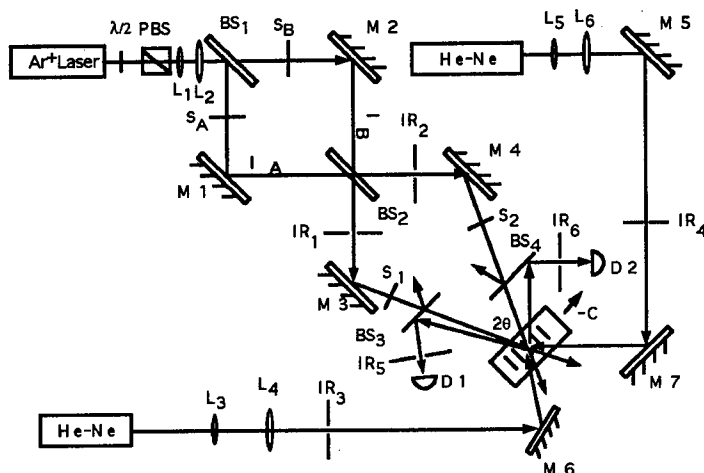 λ/2 PBS BS1 SB M 2 L5 L6 M 5
Ar+Laser He-Ne
L1 L2
SA
I B
IR2
I A
M 4
M 1
BS2
S2
IR6
IR4
IR1
BS4
D 2
S1
M 3
2θ
-C
BS3
IR5
D 1
M 7
L3 L4 IR3
He-Ne
M 6